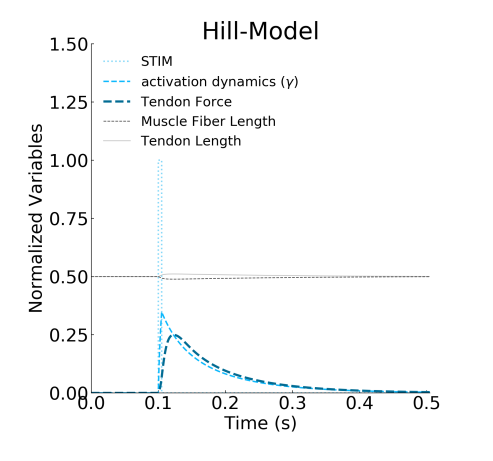 Hill-Model
1.50
1.25
1.00
0.75
0.50
0.25
0.00
Normalized Variables
STIM
activation dynamics (γ)
Tendon Force
Muscle Fiber Length
Tendon Length
0.0 0.1 0.2 0.3 0.4 0.5
Time (s)